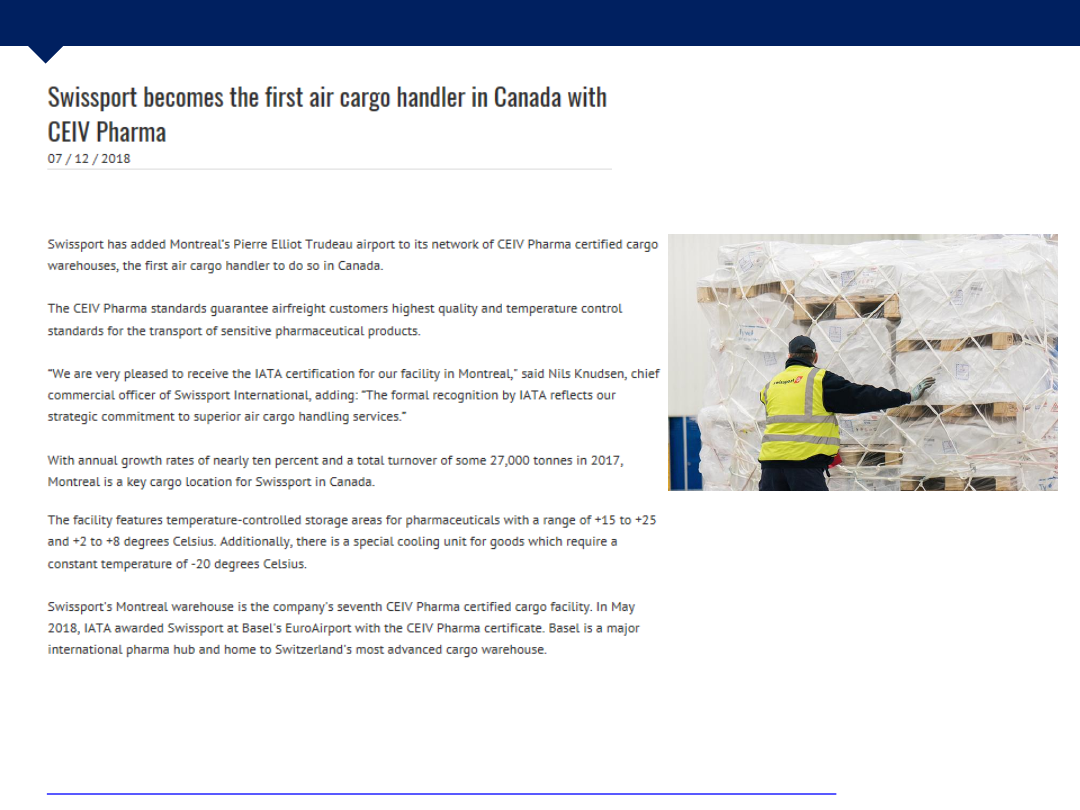 Swissport becomes the first air cargo handler in Canada with
CEIV Pharma
07 / 12 / 2018
Swissport has added Montreal's Pierre Elliot Trudeau airport to its network of CEIV Pharma certified cargo
warehouses, the first air cargo handler to do so in Canada.
The CEIV Pharma standards guarantee airfreight customers highest quality and temperature control
standards for the transport of sensitive pharmaceutical products.
"We are very pleased to receive the IATA certification for our facility in Montreal," said Nils Knudsen, chief
commercial officer of Swissport International, adding: "The formal recognition by IATA reflects our
strategic commitment to superior air cargo handling services."
With annual growth rates of nearly ten percent and a total turnover of some 27,000 tonnes in 2017,
Montreal is a key cargo location for Swissport in Canada.
The facility features temperature-controlled storage areas for pharmaceuticals with a range of +15 to +25
and +2 to +8 degrees Celsius. Additionally, there is a special cooling unit for goods which require a
constant temperature of -20 degrees Celsius.
Swissport's Montreal warehouse is the company's seventh CEIV Pharma certified cargo facility. In May
2018, IATA awarded Swissport at Basel's EuroAirport with the CEIV Pharma certificate. Basel is a major
international pharma hub and home to Switzerland's most advanced cargo warehouse.
swissport